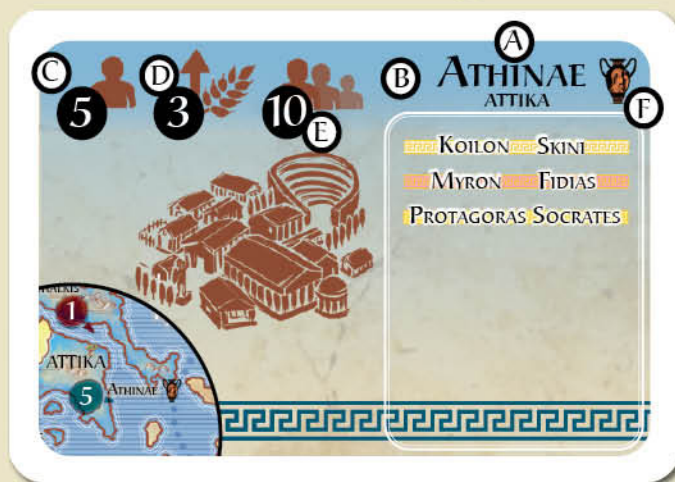 A
C D B ATHINAE
5 3 10 E ATTIKA F
KOILON SKINI
MYRON FIDIAS
PROTAGORAS SOCRATES
1
ATTIKA
5 ATHINAE